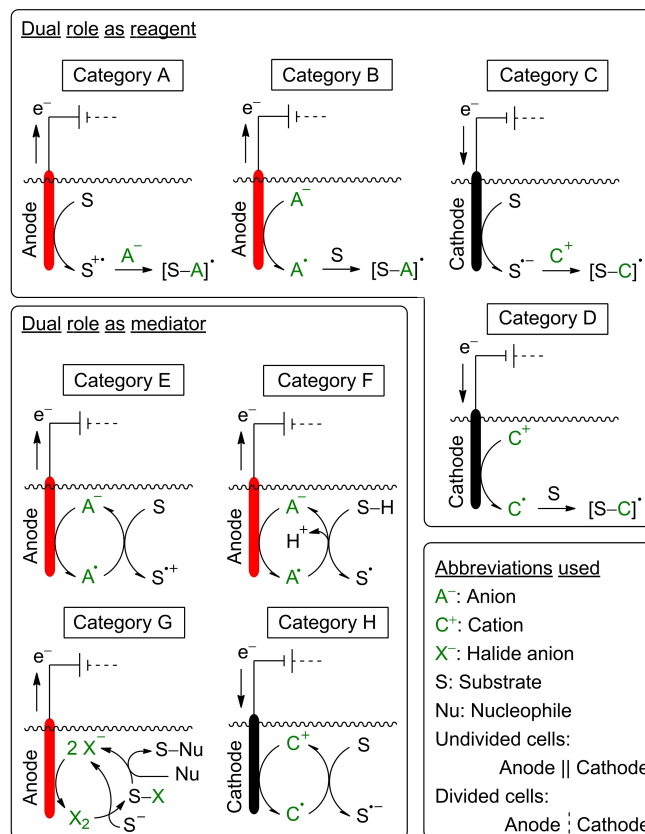 Dual role as reagent
Category A
Category B
Category C
e⁻
e⁻
e⁻
Anode
S
S⁺•
A⁻
[S–A]•
Anode
A⁻
A•
S
[S–A]•
Cathode
S
S•⁻
C⁺
[S–C]•
Category D
e⁻
Cathode
C⁺
C•
S
[S–C]•
Dual role as mediator
Category E
Category F
e⁻
e⁻
Anode
A⁻
S
A•
S•⁺
Anode
A⁻
S–H
H⁺
A•
S•
Category G
Category H
e⁻
e⁻
Anode
2 X⁻
S–Nu
Nu
S–X
X₂
S⁻
Cathode
C⁺
S
C•
S•⁻
Abbreviations used
A⁻: Anion
C⁺: Cation
X⁻: Halide anion
S: Substrate
Nu: Nucleophile
Undivided cells:
Anode || Cathode
Divided cells:
Anode ¦ Cathode